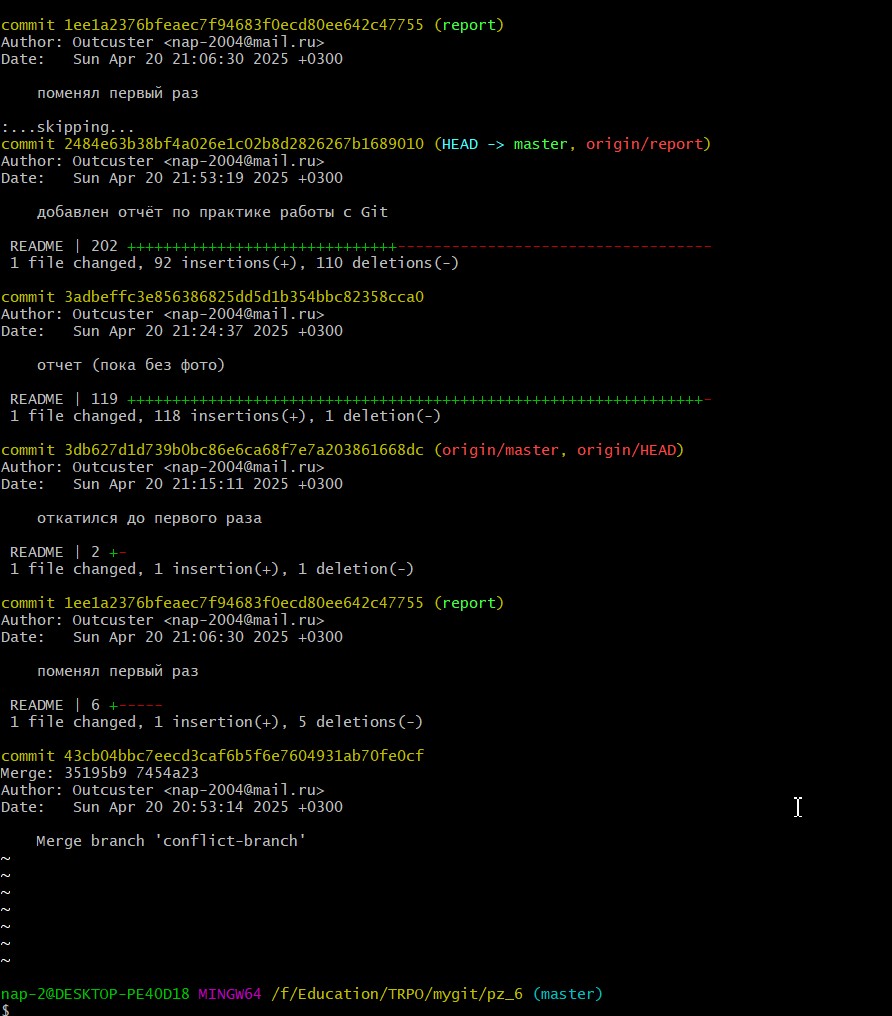 commit 1ee1a2376bfeaec7f94683f0ecd80ee642c47755 (report)
Author: Outcuster <nap-2004@mail.ru>
Date:   Sun Apr 20 21:06:30 2025 +0300
    поменял первый раз
:...skipping...
commit 2484e63b38bf4a026e1c02b8d2826267b1689010 (HEAD -> master, origin/report)
Author: Outcuster <nap-2004@mail.ru>
Date:   Sun Apr 20 21:53:19 2025 +0300
    добавлен отчёт по практике работы с Git
 README | 202 ++++++++++++++++++++++++++++++-----------------------------------
 1 file changed, 92 insertions(+), 110 deletions(-)
commit 3adbeffc3e856386825dd5d1b354bbc82358cca0
Author: Outcuster <nap-2004@mail.ru>
Date:   Sun Apr 20 21:24:37 2025 +0300
    отчет (пока без фото)
 README | 119 ++++++++++++++++++++++++++++++++++++++++++++++++++++++++++++++++-
 1 file changed, 118 insertions(+), 1 deletion(-)
commit 3db627d1d739b0bc86e6ca68f7e7a203861668dc (origin/master, origin/HEAD)
Author: Outcuster <nap-2004@mail.ru>
Date:   Sun Apr 20 21:15:11 2025 +0300
    откатился до первого раза
 README | 2 +-
 1 file changed, 1 insertion(+), 1 deletion(-)
commit 1ee1a2376bfeaec7f94683f0ecd80ee642c47755 (report)
Author: Outcuster <nap-2004@mail.ru>
Date:   Sun Apr 20 21:06:30 2025 +0300
    поменял первый раз
 README | 6 +-----
 1 file changed, 1 insertion(+), 5 deletions(-)
commit 43cb04bbc7eecd3caf6b5f6e7604931ab70fe0cf
Merge: 35195b9 7454a23
Author: Outcuster <nap-2004@mail.ru>
Date:   Sun Apr 20 20:53:14 2025 +0300
    Merge branch 'conflict-branch'
~
~
~
~
~
~
~
nap-2@DESKTOP-PE40D18 MINGW64 /f/Education/TRPO/mygit/pz_6 (master)
$